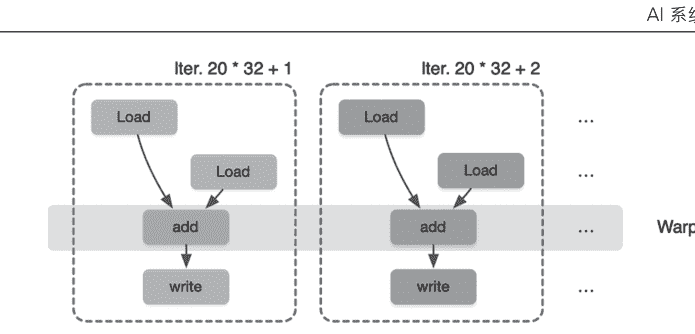 AI 系统
Iter. 20 * 32 + 1 Iter. 20 * 32 + 2
Load Load ...
Load Load ...
add add ... Warp
write write ...